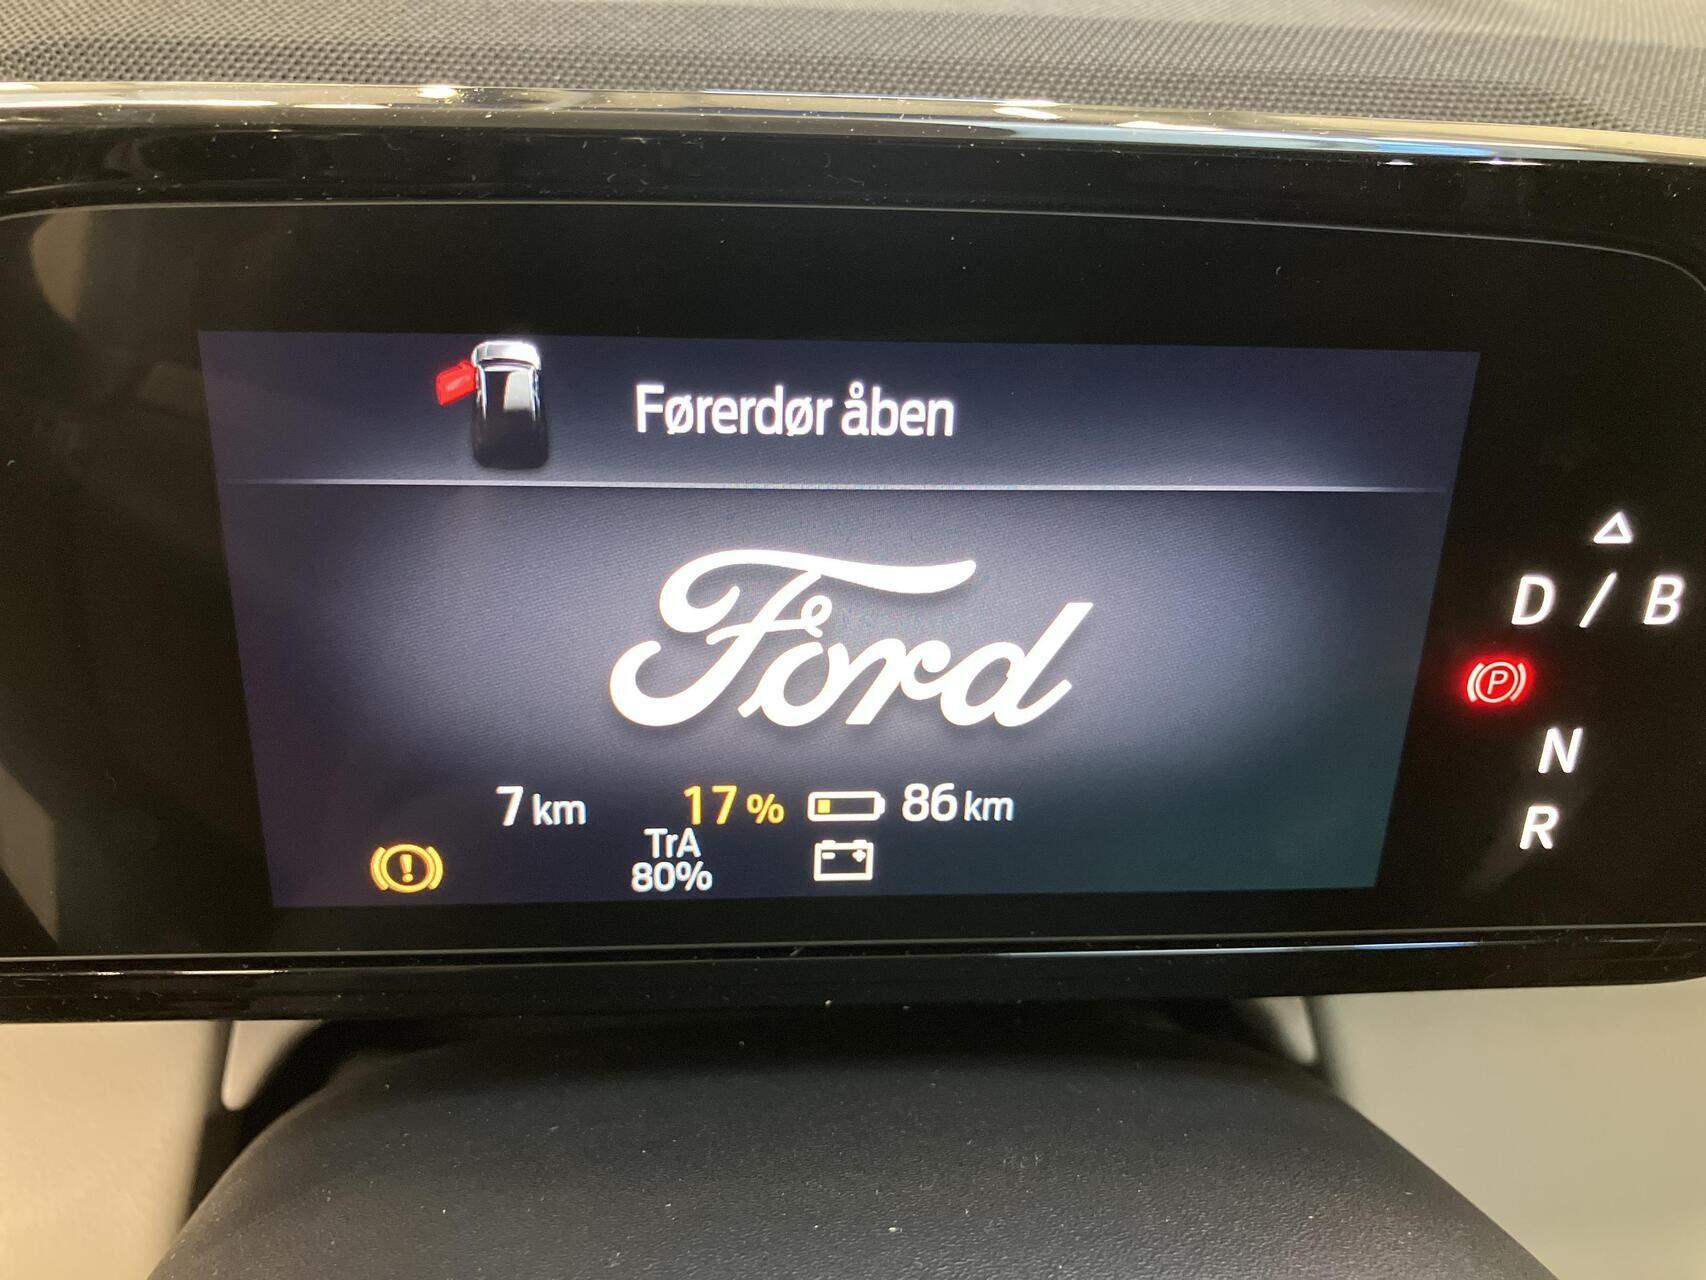 Førerdør åben
Ford
7 km 17 % 86 km
TrA
80%
D / B
P
N
R